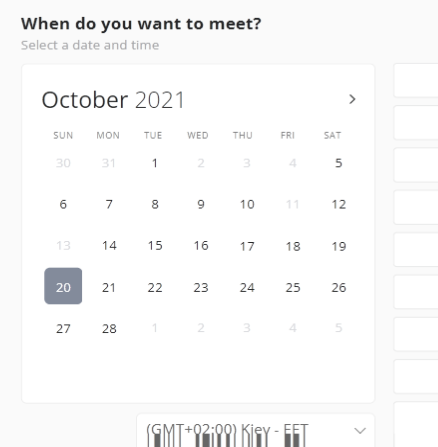 When do you want to meet?
Select a date and time
October 2021
SUN MON TUE WED THU FRI SAT
30 31 1 2 3 4 5
6 7 8 9 10 11 12
13 14 15 16 17 18 19
20 21 22 23 24 25 26
27 28 1 2 3 4 5
(GMT+02:00) Kiev - EET